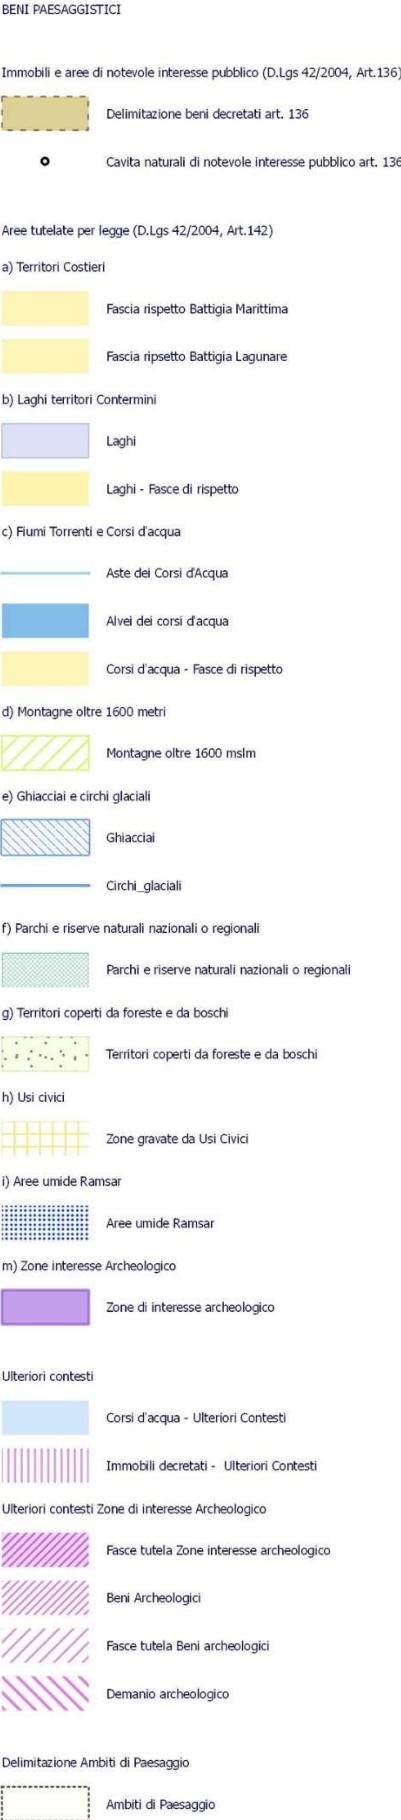 BENI PAESAGGISTICI
Immobili e aree di notevole interesse pubblico (D.Lgs 42/2004, Art.136)
Delimitazione beni decretati art. 136
Cavita naturali di notevole interesse pubblico art. 136
Aree tutelate per legge (D.Lgs 42/2004, Art.142)
a) Territori Costieri
Fascia rispetto Battigia Marittima
Fascia ripsetto Battigia Lagunare
b) Laghi territori Contermini
Laghi
Laghi - Fasce di rispetto
c) Fiumi Torrenti e Corsi d'acqua
Aste dei Corsi d'Acqua
Alvei dei corsi d'acqua
Corsi d'acqua - Fasce di rispetto
d) Montagne oltre 1600 metri
Montagne oltre 1600 mslm
e) Ghiacciai e circhi glaciali
Ghiacciai
Circhi_glaciali
f) Parchi e riserve naturali nazionali o regionali
Parchi e riserve naturali nazionali o regionali
g) Territori coperti da foreste e da boschi
Territori coperti da foreste e da boschi
h) Usi civici
Zone gravate da Usi Civici
i) Aree umide Ramsar
Aree umide Ramsar
m) Zone interesse Archeologico
Zone di interesse archeologico
Ulteriori contesti
Corsi d'acqua - Ulteriori Contesti
Immobili decretati - Ulteriori Contesti
Ulteriori contesti Zone di interesse Archeologico
Fasce tutela Zone interesse archeologico
Beni Archeologici
Fasce tutela Beni archeologici
Demanio archeologico
Delimitazione Ambiti di Paesaggio
Ambiti di Paesaggio